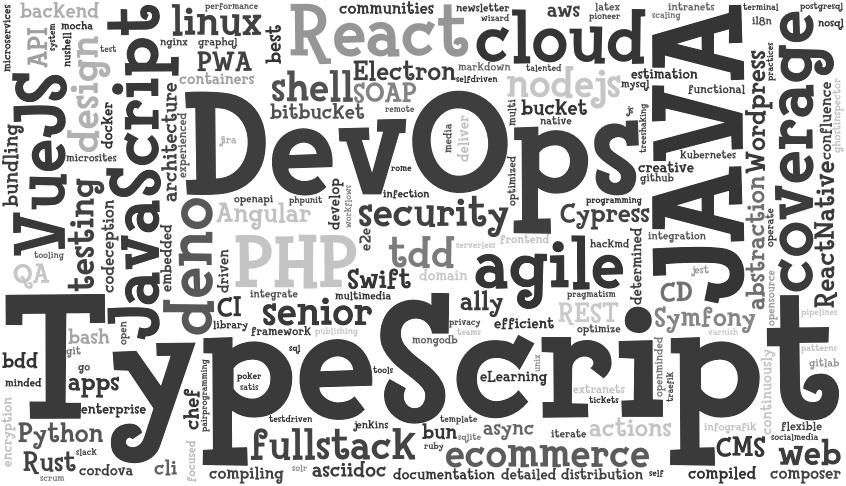 microservices
backend
API
system
nushell
mocha
test
design
bundling
VueJS
docker
microsites
tooling
QA
testing
codeception
JavaScript
linux
performance
nginx
graphql
PWA
best
containers
architecture
experienced
embedded
deno
communities
React
newsletter
wizard
aws
latex
pioneer
cloud
scaling
intranets
terminal
il8n
postgresql
nosql
shell
SOAP
Electron
markdown
selfdriven
talented
nodejs
mysql
estimation
functional
practices
bitbucket
remote
bucket
multi
native
jira
DevOps
media
deliver
rome
optimized
treeshaking
Kubernetes
creative
github
JAVA
Wordpress
coverage
confluence
ghostinspector
openapi
phpunit
develop
workflows
infection
programming
Angular
security
Cypress
integration
abstraction
operate
ReactNative
e2e
PHP
tdd
domain
serverless
frontend
hackmd
determined
jest
opensource
driven
integrate
CI
library
Swift
multimedia
agile
pragmatism
CD
pipelines
senior
ally
REST
optimize
Symfony
varnish
framework
publishing
privacy
teams
efficient
mongodb
open
bash
git
bdd
minded
go
apps
enterprise
TypeScript
sql
poker
satis
tools
eLearning
unix
extranets
tickets
openminded
traefik
patterns
gitlab
continuously
encryption
Python
slack
Rust
scrum
cordova
cli
focused
chef
pairprogramming
testdriven
jenkins
template
fullstack
bun
ruby
sqlite
async
iterate
actions
infografik
flexible
socialmedia
CMS
web
compiling
solr
asciidoc
ecommerce
documentation
detailed
distribution
self
compiled
composer